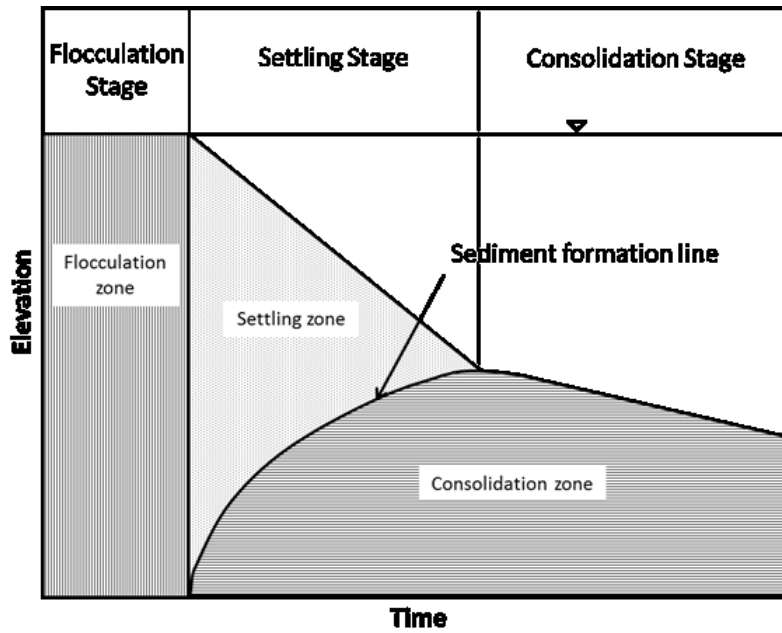 Flocculation
Stage
Settling Stage
Consolidation Stage
Sediment formation line
Flocculation
zone
Settling zone
Elevation
Consolidation zone
Time